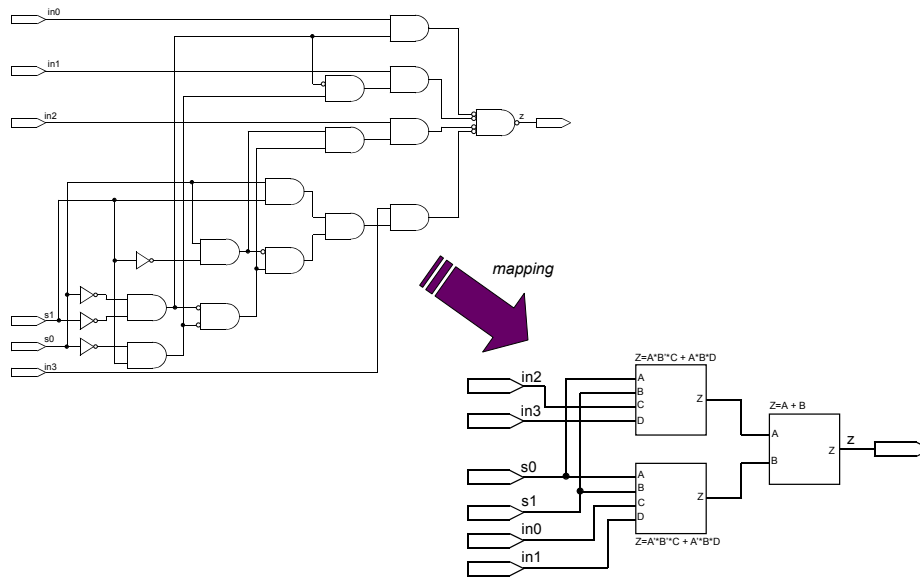 in0
in1
in2
z
s1
s0
in3
mapping
Z=A*B'*C + A*B*D
in2
in3
A
B
C
D
Z
Z=A + B
A
B
Z
z
s0
s1
in0
in1
A
B
C
D
Z
Z=A'*B'*C + A'*B*D